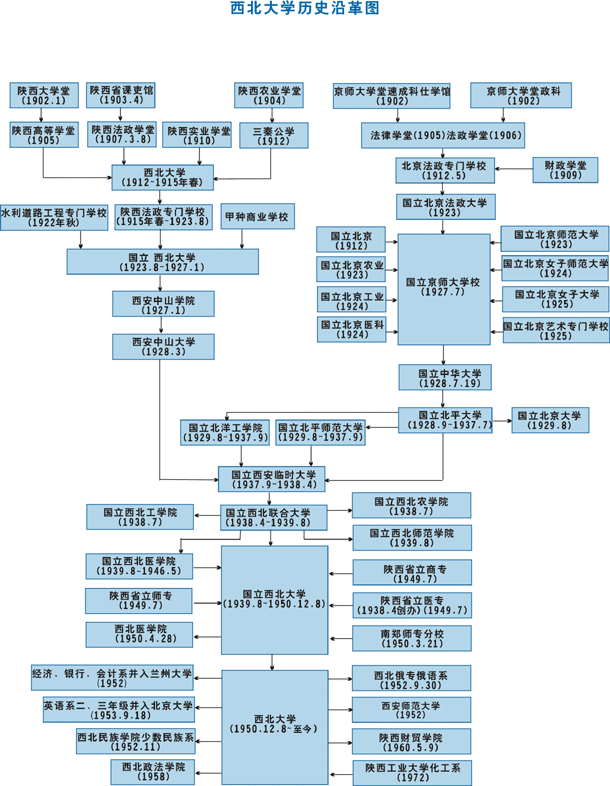 西北大学历史沿革图
陕西大学堂
(1902.1)
陕西省课吏馆
(1903.4)
陕西农业学堂
(1904)
京师大学堂速成科仕学馆
(1902)
京师大学堂政科
(1902)
陕西高等学堂
(1905)
陕西法政学堂
(1907.3.8)
陕西实业学堂
(1910)
三秦公学
(1912)
法律学堂(1905)法政学堂(1906)
西北大学
(1912-1915年春)
北京法政专门学校
(1912.5)
财政学堂
(1909)
水利道路工程专门学校
(1922年秋)
陕西法政专门学校
(1915年春-1923.8)
甲种商业学校
国立北京法政大学
(1923)
国立 西北大学
(1923.8-1927.1)
国立北京
(1912)
国立北京农业
(1923)
国立北京工业
(1924)
国立北京医科
(1924)
国立京师大学校
(1927.7)
国立北京师范大学
(1923)
国立北京女子师范大学
(1924)
国立北京女子大学
(1925)
国立北京艺术专门学校
(1925)
西安中山学院
(1927.1)
西安中山大学
(1928.3)
国立中华大学
(1928.7.19)
国立北洋工学院
(1929.8-1937.9)
国立北平师范大学
(1929.8-1937.9)
国立北平大学
(1928.9-1937.7)
国立北京大学
(1929.8)
国立西安临时大学
(1937.9-1938.4)
国立西北工学院
(1938.7)
国立西北联合大学
(1938.4-1939.8)
国立西北农学院
(1938.7)
国立西北师范学院
(1939.8)
国立西北医学院
(1939.8-1946.5)
陕西省立师专
(1949.7)
西北医学院
(1950.4.28)
国立西北大学
(1939.8-1950.12.8)
陕西省立商专
(1949.7)
陕西省立医专
(1938.4创办)(1949.7)
南郑师专分校
(1950.3.21)
经济、银行、会计系并入兰州大学
(1952)
英语系二、三年级并入北京大学
(1953.9.18)
西北民族学院少数民族系
(1952.11)
西北政法学院
(1958)
西北大学
(1950.12.8-至今)
西北俄专俄语系
(1952.9.30)
西安师范大学
(1952)
陕西财贸学院
(1960.5.9)
陕西工业大学化工系
(1972)